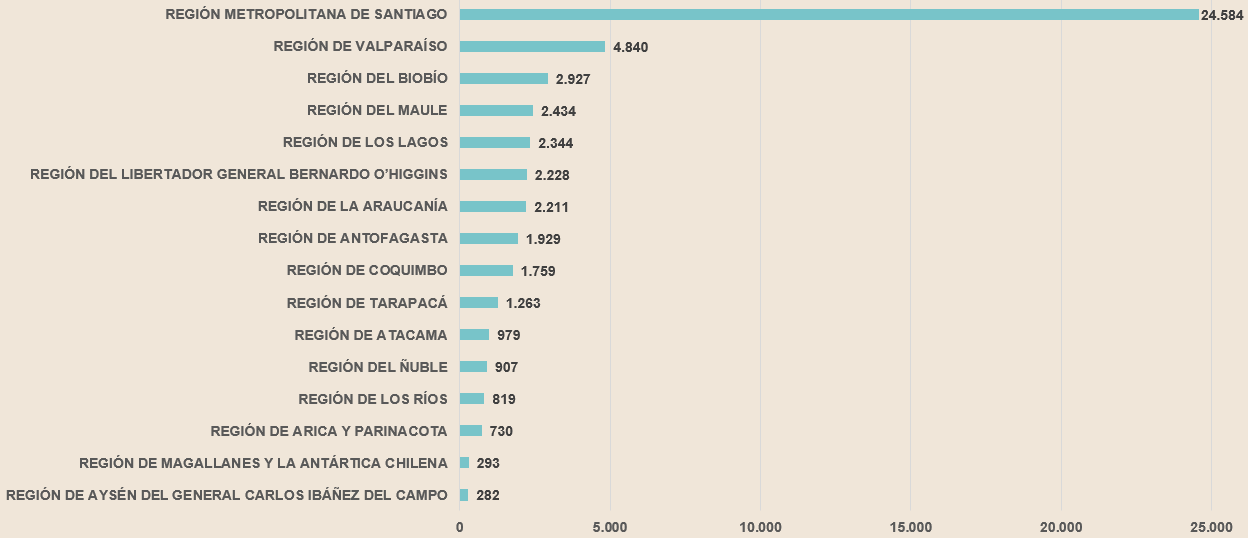 REGIÓN METROPOLITANA DE SANTIAGO 24.584
REGIÓN DE VALPARAÍSO 4.840
REGIÓN DEL BIOBÍO 2.927
REGIÓN DEL MAULE 2.434
REGIÓN DE LOS LAGOS 2.344
REGIÓN DEL LIBERTADOR GENERAL BERNARDO O’HIGGINS 2.228
REGIÓN DE LA ARAUCANÍA 2.211
REGIÓN DE ANTOFAGASTA 1.929
REGIÓN DE COQUIMBO 1.759
REGIÓN DE TARAPACÁ 1.263
REGIÓN DE ATACAMA 979
REGIÓN DEL ÑUBLE 907
REGIÓN DE LOS RÍOS 819
REGIÓN DE ARICA Y PARINACOTA 730
REGIÓN DE MAGALLANES Y LA ANTÁRTICA CHILENA 293
REGIÓN DE AYSÉN DEL GENERAL CARLOS IBÁÑEZ DEL CAMPO 282
0 5.000 10.000 15.000 20.000 25.000